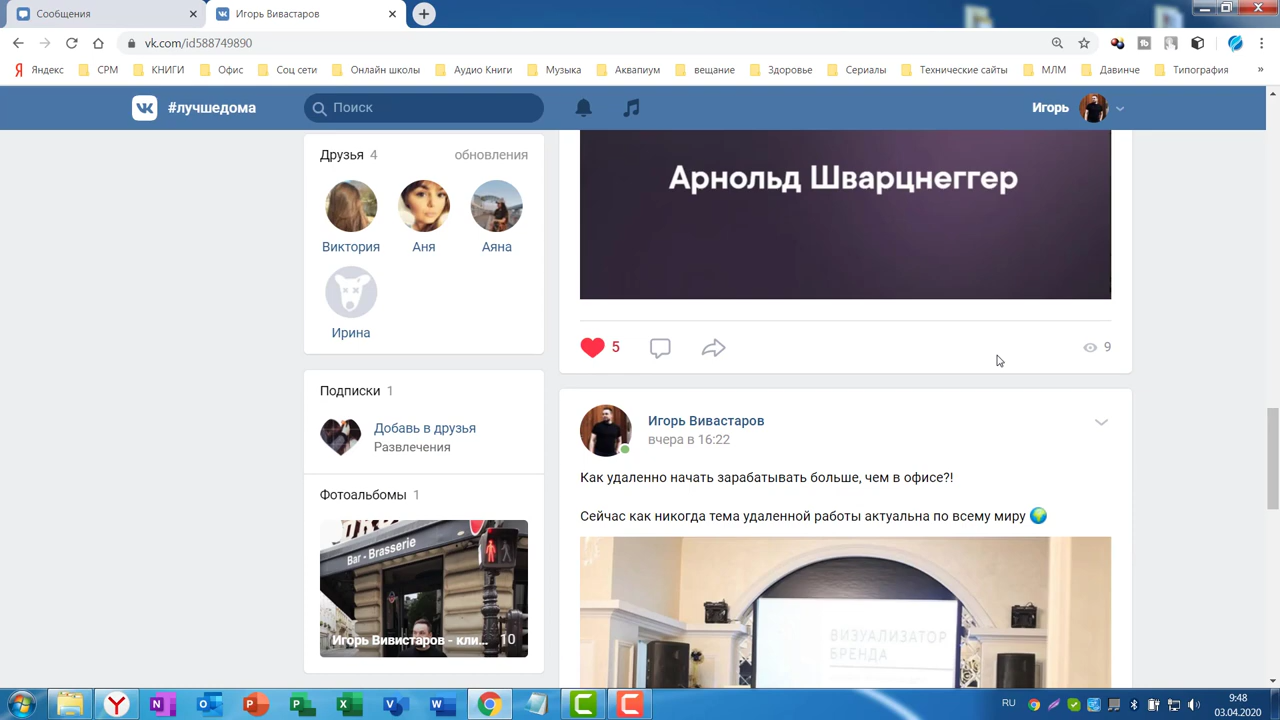 Сообщения
Игорь Вивастаров
vk.com/id588749890
Яндекс
СРМ
КНИГИ
Офис
Соц сети
Онлайн школы
Аудио Книги
Музыка
Аквапиум
вещание
Здоровье
Сериалы
Технические сайты
МЛМ
Давинче
Типография
»
#лучшедома
Поиск
Игорь
Друзья 4
обновления
Виктория
Аня
Аяна
Ирина
Арнольд Шварцнеггер
5
9
Подписки 1
Добавь в друзья
Развлечения
Фотоальбомы 1
Bar - Brasserie
Игорь Вивистаров - кли...
10
Игорь Вивастаров
вчера в 16:22
Как удаленно начать зарабатывать больше, чем в офисе?!
Сейчас как никогда тема удаленной работы актуальна по всему миру
ВИЗУАЛИЗАТОР
БРЕНДА
RU
9:48
03.04.2020